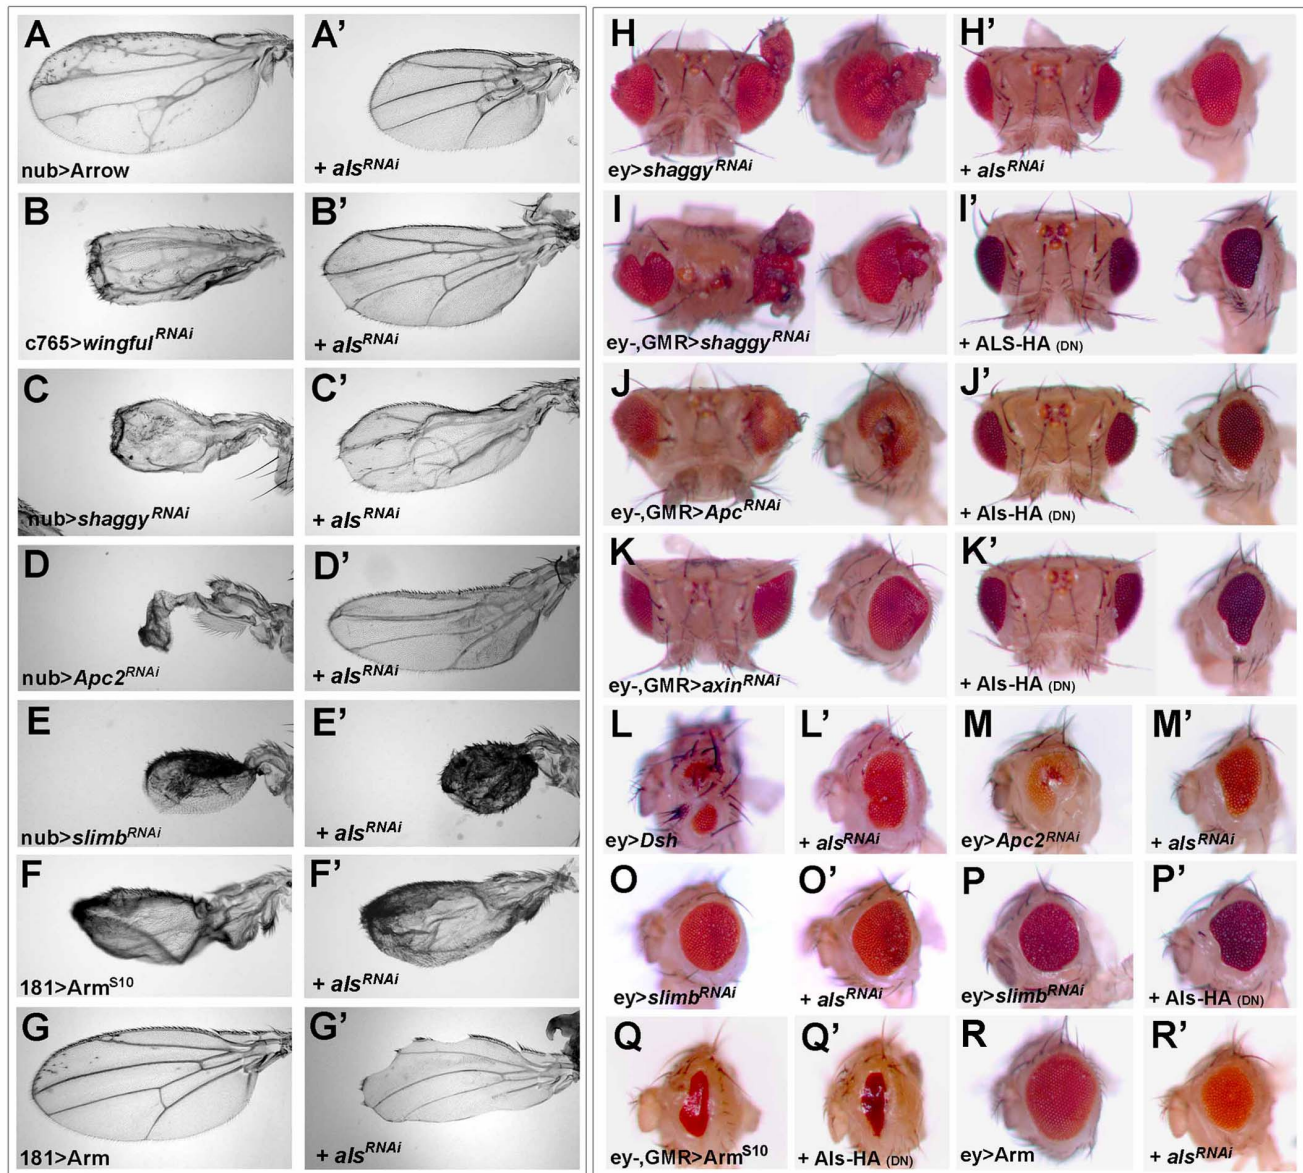 A
nub>Arrow
A'
+ als^RNAi
B
c765>wingful^RNAi
B'
+ als^RNAi
C
nub>shaggy^RNAi
C'
+ als^RNAi
D
nub>Apc2^RNAi
D'
+ als^RNAi
E
nub>slimb^RNAi
E'
+ als^RNAi
F
181>Arm^S10
F'
+ als^RNAi
G
181>Arm
G'
+ als^RNAi
H
ey>shaggy^RNAi
H'
+ als^RNAi
I
ey-,GMR>shaggy^RNAi
I'
+ ALS-HA (DN)
J
ey-,GMR>Apc^RNAi
J'
+ Als-HA (DN)
K
ey-,GMR>axin^RNAi
K'
+ Als-HA (DN)
L
ey>Dsh
L'
+ als^RNAi
M
ey>Apc2^RNAi
M'
+ als^RNAi
O
ey>slimb^RNAi
O'
+ als^RNAi
P
ey>slimb^RNAi
P'
+ Als-HA (DN)
Q
ey-,GMR>Arm^S10
Q'
+ Als-HA (DN)
R
ey>Arm
R'
+ als^RNAi